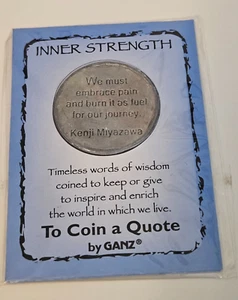 INNER STRENGTH
We must
embrace pain
and burn it as fuel
for our journey.
Kenji Miyazawa
Timeless words of wisdom
coined to keep or give
to inspire and enrich
the world in which we live.
To Coin a Quote
by GANZ®